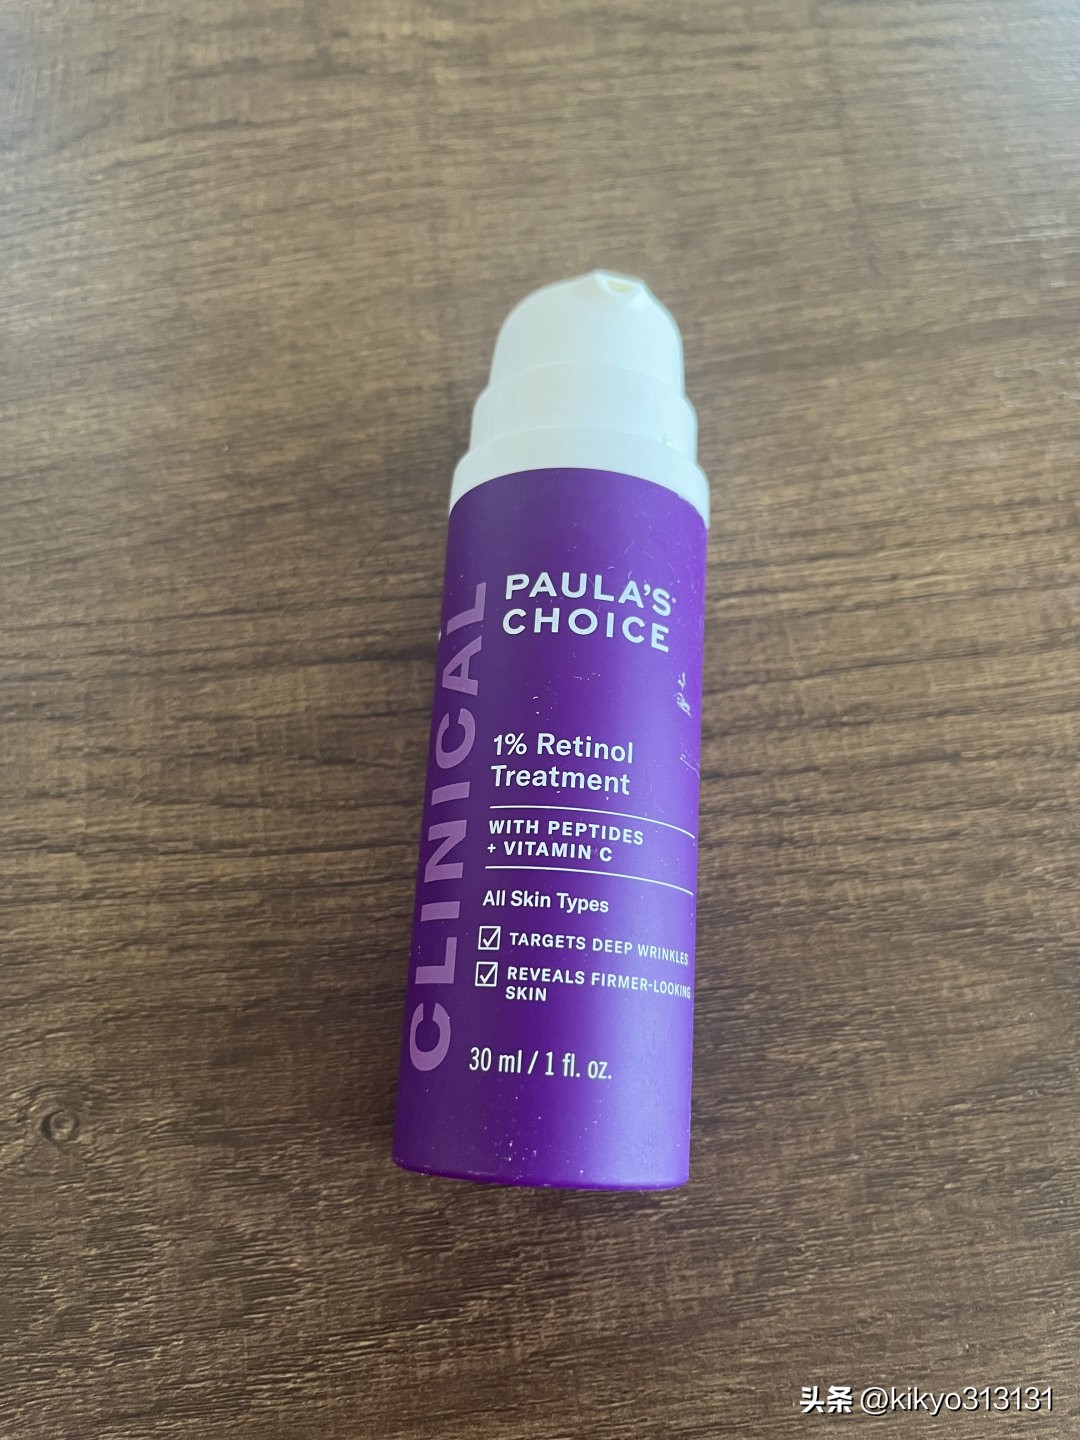 PAULA'S
CHOICE
CLINICAL
1% Retinol
Treatment
WITH PEPTIDES
+ VITAMIN C
All Skin Types
TARGETS DEEP WRINKLES
REVEALS FIRMER-LOOKING
SKIN
30 ml / 1 fl. oz.
头条 @kikyo313131